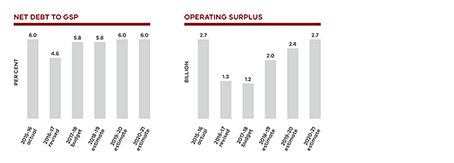 NET DEBT TO GSP
PER CENT
6.0
4.6
5.8
5.8
6.0
6.0
2015-16 actual
2016-17 revised
2017-18 budget
2018-19 estimate
2019-20 estimate
2020-21 estimate
OPERATING SURPLUS
BILLION
2.7
1.3
1.2
2.0
2.4
2.7
2015-16 actual
2016-17 revised
2017-18 budget
2018-19 estimate
2019-20 estimate
2020-21 estimate